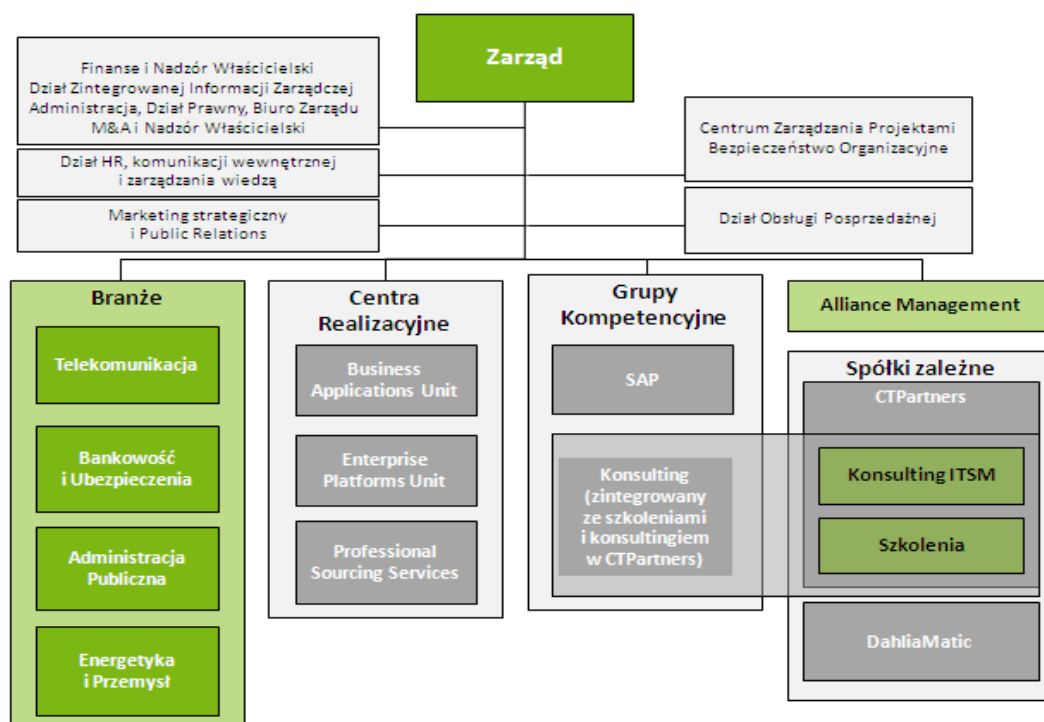 Zarząd
Finanse i Nadzór Właścicielski
Dział Zintegrowanej Informacji Zarządczej
Administracja, Dział Prawny, Biuro Zarządu
M&A i Nadzór Właścicielski
Centrum Zarządzania Projektami
Bezpieczeństwo Organizacyjne
Dział HR, komunikacji wewnętrznej
i zarządzania wiedzą
Marketing strategiczny
i Public Relations
Dział Obsługi Posprzedażnej
Branże
Telekomunikacja
Bankowość
i Ubezpieczenia
Administracja
Publiczna
Energetyka
i Przemysł
Centra
Realizacyjne
Business
Applications Unit
Enterprise
Platforms Unit
Professional
Sourcing Services
Grupy
Kompetencyjne
SAP
Konsulting
(zintegrowany
ze szkoleniami
i konsultingiem
w CTPartners)
Alliance Management
Spółki zależne
CTPartners
Konsulting ITSM
Szkolenia
DahliaMatic